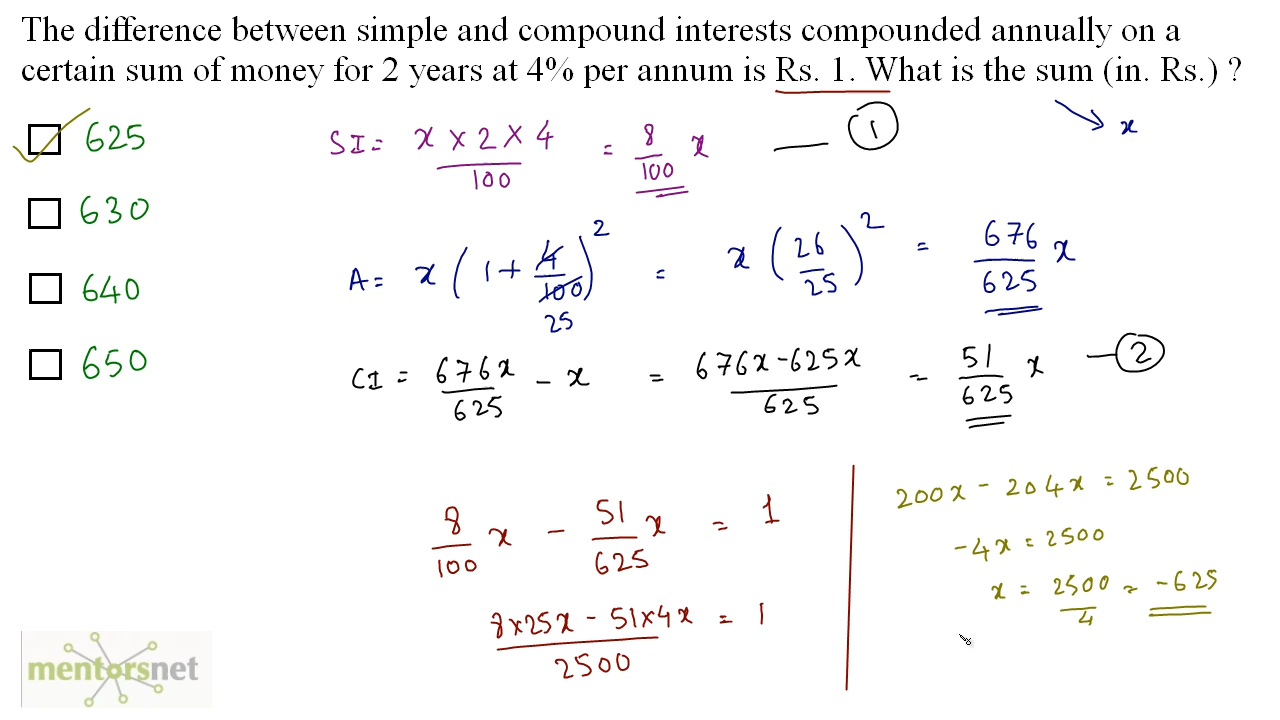 The difference between simple and compound interests compounded annually on a
certain sum of money for 2 years at 4% per annum is Rs. 1. What is the sum (in. Rs.) ?
x
625
630
640
650
SI = x × 2 × 4 / 100 = 8/100 x — 1
A = x ( 1 + 4/100 )² = x ( 26/25 )² = 676/625 x
25
CI = 676x/625 - x = 676x - 625x / 625 = 51/625 x — 2
8/100 x - 51/625 x = 1
8×25x - 51×4x / 2500 = 1
200x - 204x = 2500
-4x = 2500
x = 2500/4 = -625
mentorsnet